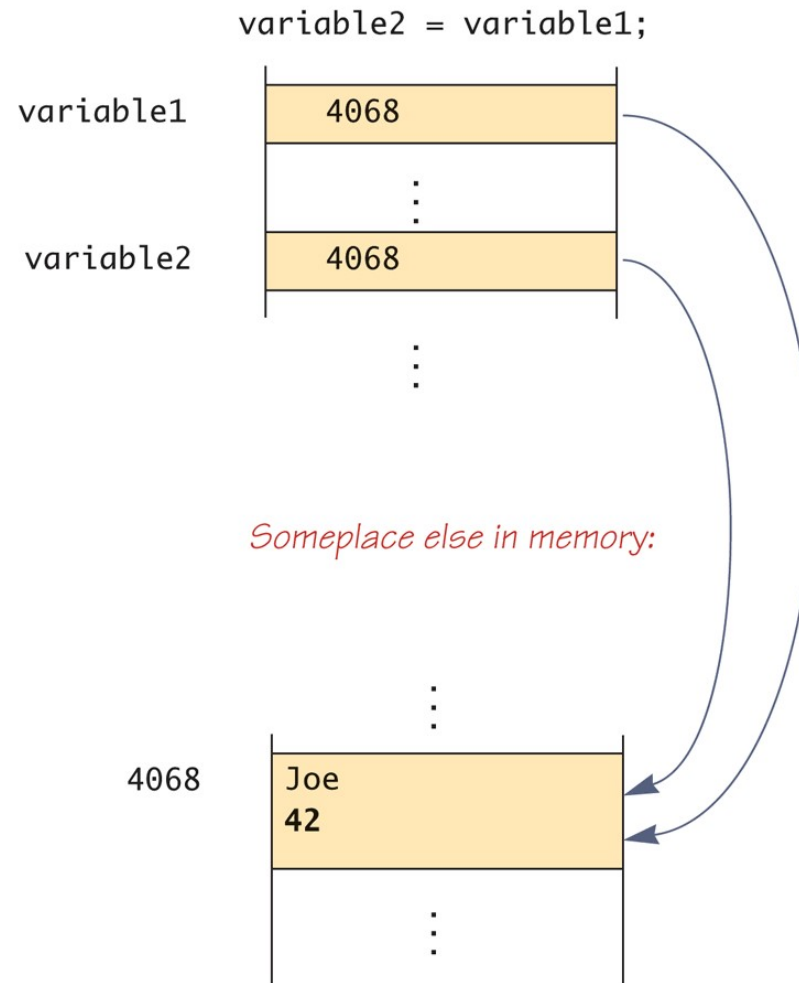 variable2 = variable1;
variable1 4068
variable2 4068
Someplace else in memory:
4068 Joe
42